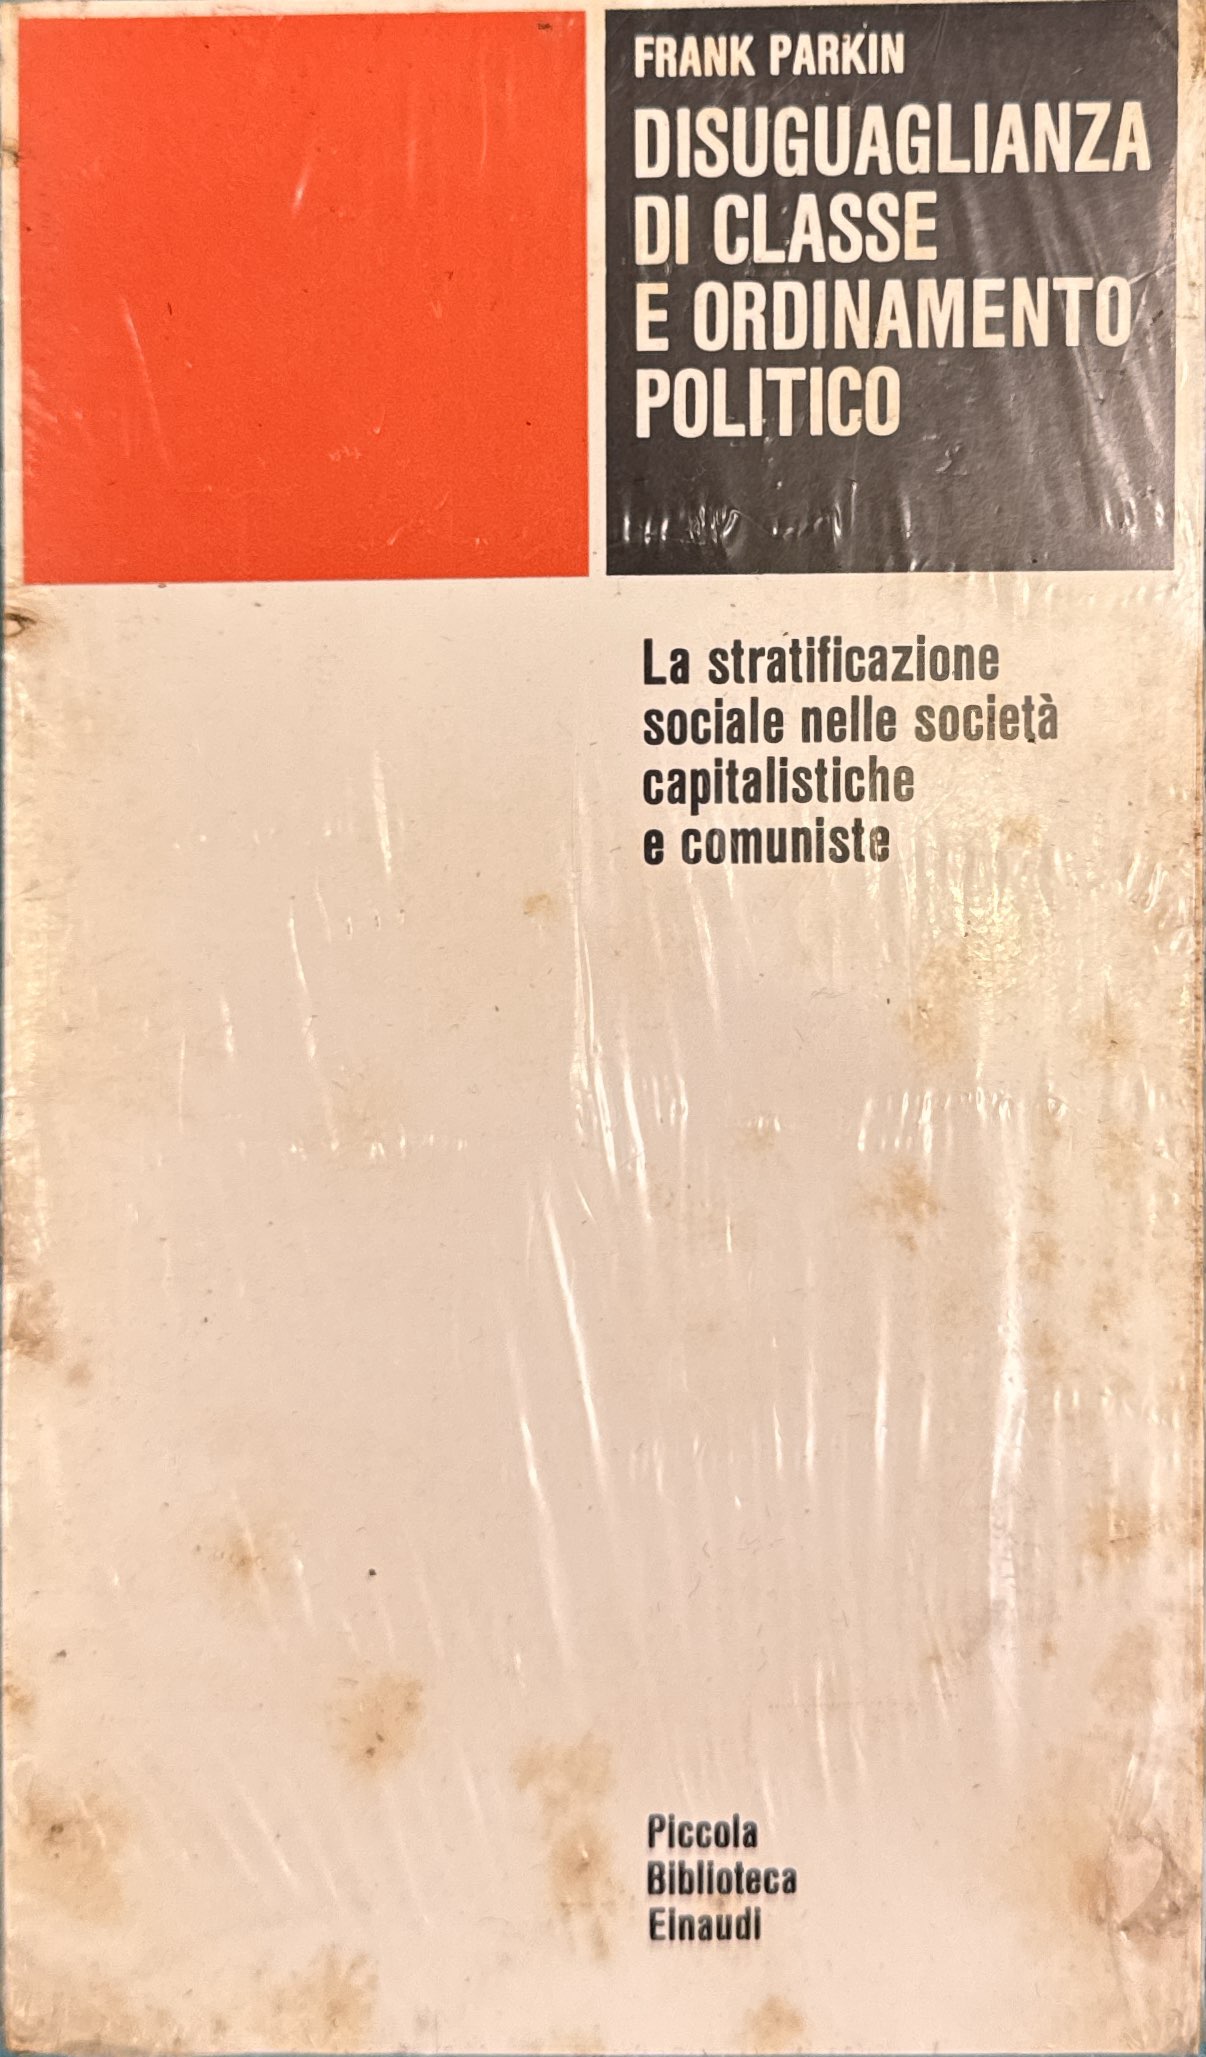 FRANK PARKIN
DISUGUAGLIANZA
DI CLASSE
E ORDINAMENTO
POLITICO
La stratificazione
sociale nelle società
capitalistiche
e comuniste
Piccola
Biblioteca
Einaudi